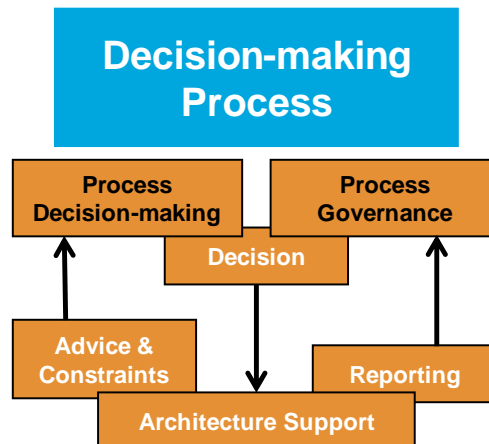 Decision-making
Process
Process
Decision-making
Process
Governance
Decision
Advice &
Constraints
Reporting
Architecture Support